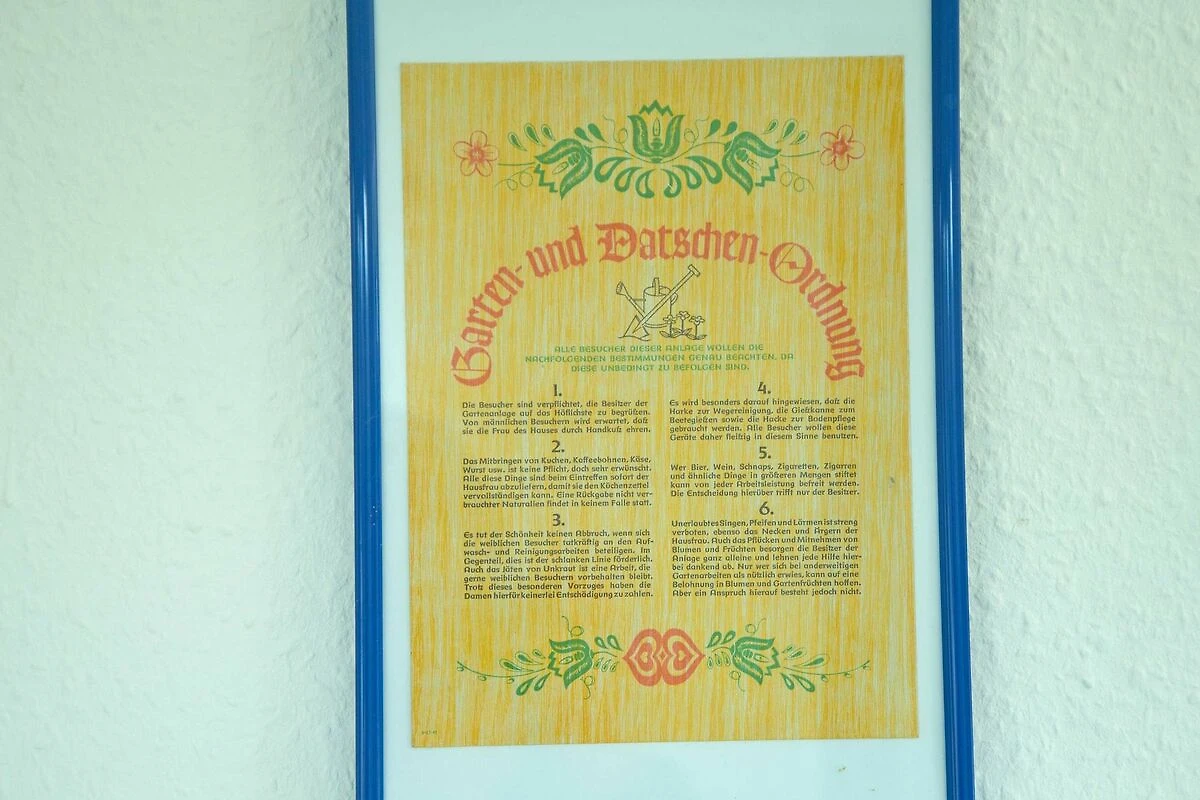 Garten- und Datschen-Ordnung
ALLE BESUCHER DIESER ANLAGE WOLLEN DIE
NACHFOLGENDEN BESTIMMUNGEN GENAU BEACHTEN, DA
DIESE UNBEDINGT ZU BEFOLGEN SIND.
1.
Die Besucher sind verpflichtet, die Besitzer der
Gartenanlage auf das Höflichste zu begrüßen.
Von männlichen Besuchern wird erwartet, daß
sie die Frau des Hauses durch Handkuß ehren.
2.
Das Mitbringen von Kuchen, Kaffeebohnen, Käse,
Wurst usw. ist keine Pflicht, doch sehr erwünscht.
Alle diese Dinge sind beim Eintreffen sofort der
Hausfrau abzuliefern, damit sie den Küchenzettel
vervollständigen kann. Eine Rückgabe nicht ver-
brauchter Naturalien findet in keinem Falle statt.
3.
Es tut der Schönheit keinen Abbruch, wenn sich
die weiblichen Besucher tatkräftig an den Auf-
wasch- und Reinigungsarbeiten beteiligen. Im
Gegenteil, dies ist der schlanken Linie förderlich.
Auch das Jäten von Unkraut ist eine Arbeit, die
gerne weiblichen Besuchern vorbehalten bleibt.
Trotz dieses besonderen Vorzuges haben die
Damen hierfür keinerlei Entschädigung zu zahlen.
4.
Es wird besonders darauf hingewiesen, daß die
Harke zur Wegereinigung, die Gießkanne zum
Beetegießen sowie die Hacke zur Bodenpflege
gebraucht werden. Alle Besucher wollen diese
Geräte daher fleißig in diesem Sinne benutzen.
5.
Wer Bier, Wein, Schnaps, Zigaretten, Zigarren
und ähnliche Dinge in größeren Mengen stiftet
kann von jeder Arbeitsleistung befreit werden.
Die Entscheidung hierüber trifft nur der Besitzer.
6.
Unerlaubtes Singen, Pfeifen und Lärmen ist streng
verboten, ebenso das Necken und Ärgern der
Hausfrau. Auch das Pflücken und Mitnehmen von
Blumen und Früchten besorgen die Besitzer der
Anlage ganz alleine und lehnen jede Hilfe hier-
bei dankend ab. Nur wer sich bei anderweitigen
Gartenarbeiten als nützlich erwies, kann auf eine
Belohnung in Blumen und Gartenfrüchten hoffen.
Aber ein Anspruch hierauf besteht jedoch nicht.